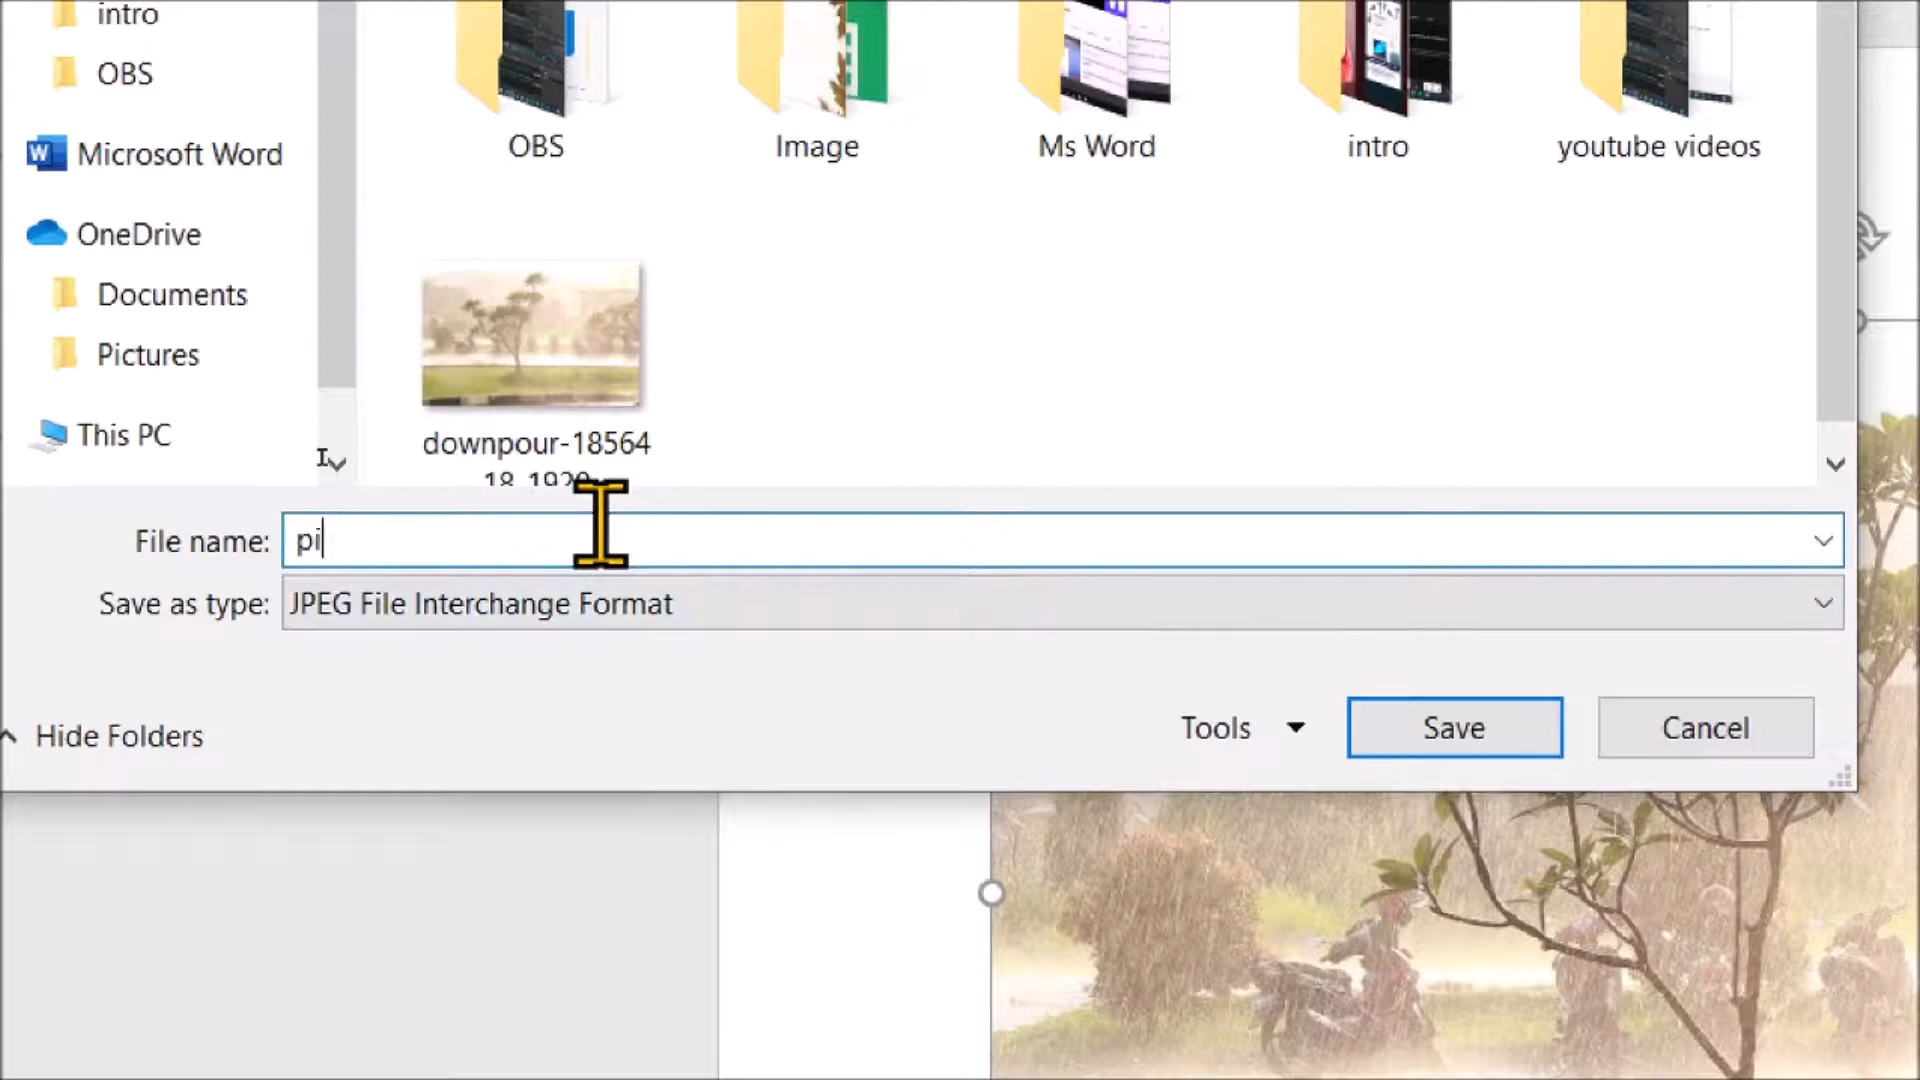 intro
OBS
Microsoft Word
OneDrive
Documents
Pictures
This PC
OBS
Image
Ms Word
intro
youtube videos
downpour-18564
18_1920
File name: pi
Save as type: JPEG File Interchange Format
Hide Folders
Tools
Save
Cancel